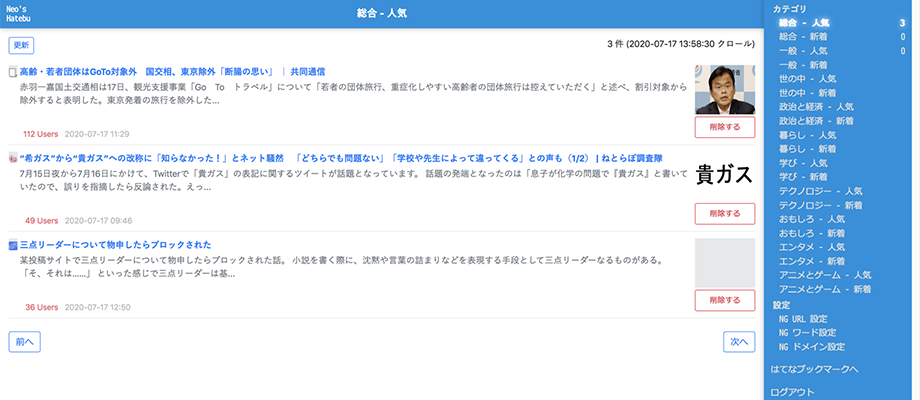 Neo's
Hatebu
総合 - 人気
更新
3 件 (2020-07-17 13:58:30 クロール)
高齢・若者団体はGoTo対象外　国交相、東京除外「断腸の思い」 | 共同通信
赤羽一嘉国土交通相は17日、観光支援事業「Go　To　トラベル」について「若者の団体旅行、重症化しやすい高齢者の団体旅行は控えていただく」と述べ、割引対象から
除外すると表明した。東京発着の旅行を除外した...
112 Users 2020-07-17 11:29
削除する
“希ガス”から“貴ガス”への改称に「知らなかった！」とネット騒然　「どちらでも問題ない」「学校や先生によって違ってくる」との声も（1/2） | ねとらぼ調査隊
7月15日夜から7月16日にかけて、Twitterで「貴ガス」の表記に関するツイートが話題となっています。 話題の発端となったのは「息子が化学の問題で『貴ガス』と書いて
いたので、誤りを指摘したら反論された。えっ...
貴ガス
49 Users 2020-07-17 09:46
削除する
三点リーダーについて物申したらブロックされた
某投稿サイトで三点リーダーについて物申したらブロックされた話。 小説を書く際に、沈黙や言葉の詰まりなどを表現する手段として三点リーダーなるものがある。
「そ、それは……」 といった感じで三点リーダーは基...
36 Users 2020-07-17 12:50
削除する
前へ
次へ
カテゴリ
総合 - 人気 3
総合 - 新着 0
一般 - 人気 0
一般 - 新着
世の中 - 人気
世の中 - 新着
政治と経済 - 人気
政治と経済 - 新着
暮らし - 人気
暮らし - 新着
学び - 人気
学び - 新着
テクノロジー - 人気
テクノロジー - 新着
おもしろ - 人気
おもしろ - 新着
エンタメ - 人気
エンタメ - 新着
アニメとゲーム - 人気
アニメとゲーム - 新着
設定
NG URL 設定
NG ワード設定
NG ドメイン設定
はてなブックマークへ
ログアウト